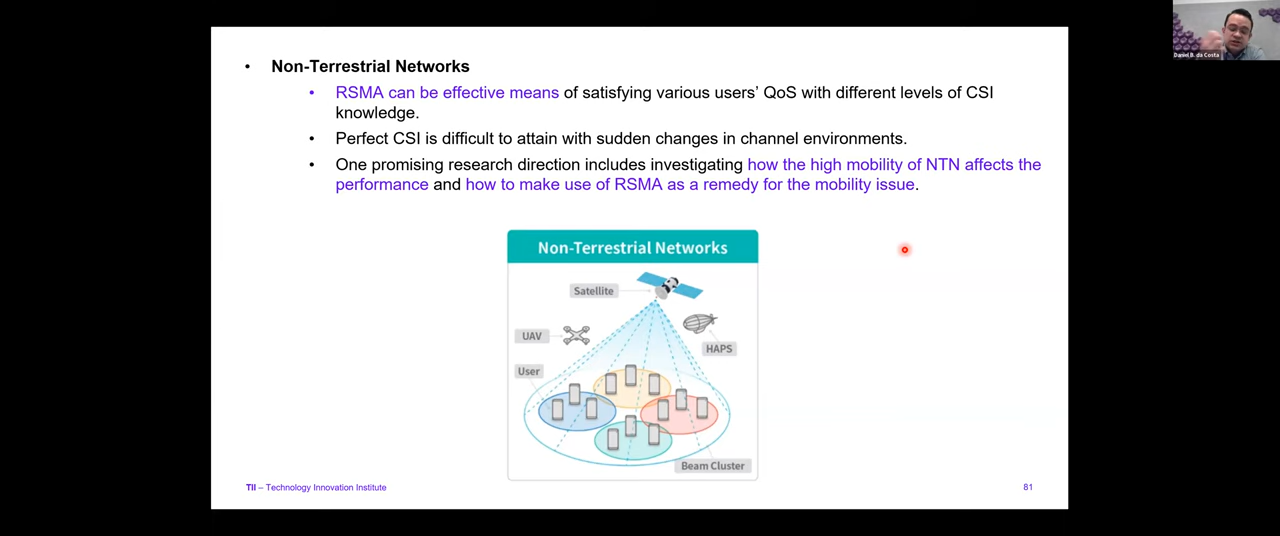 • Non-Terrestrial Networks
• RSMA can be effective means of satisfying various users’ QoS with different levels of CSI
knowledge.
• Perfect CSI is difficult to attain with sudden changes in channel environments.
• One promising research direction includes investigating how the high mobility of NTN affects the
performance and how to make use of RSMA as a remedy for the mobility issue.
Non-Terrestrial Networks
Satellite
UAV
HAPS
User
Beam Cluster
TII – Technology Innovation Institute
81
Daniel B. da Costa